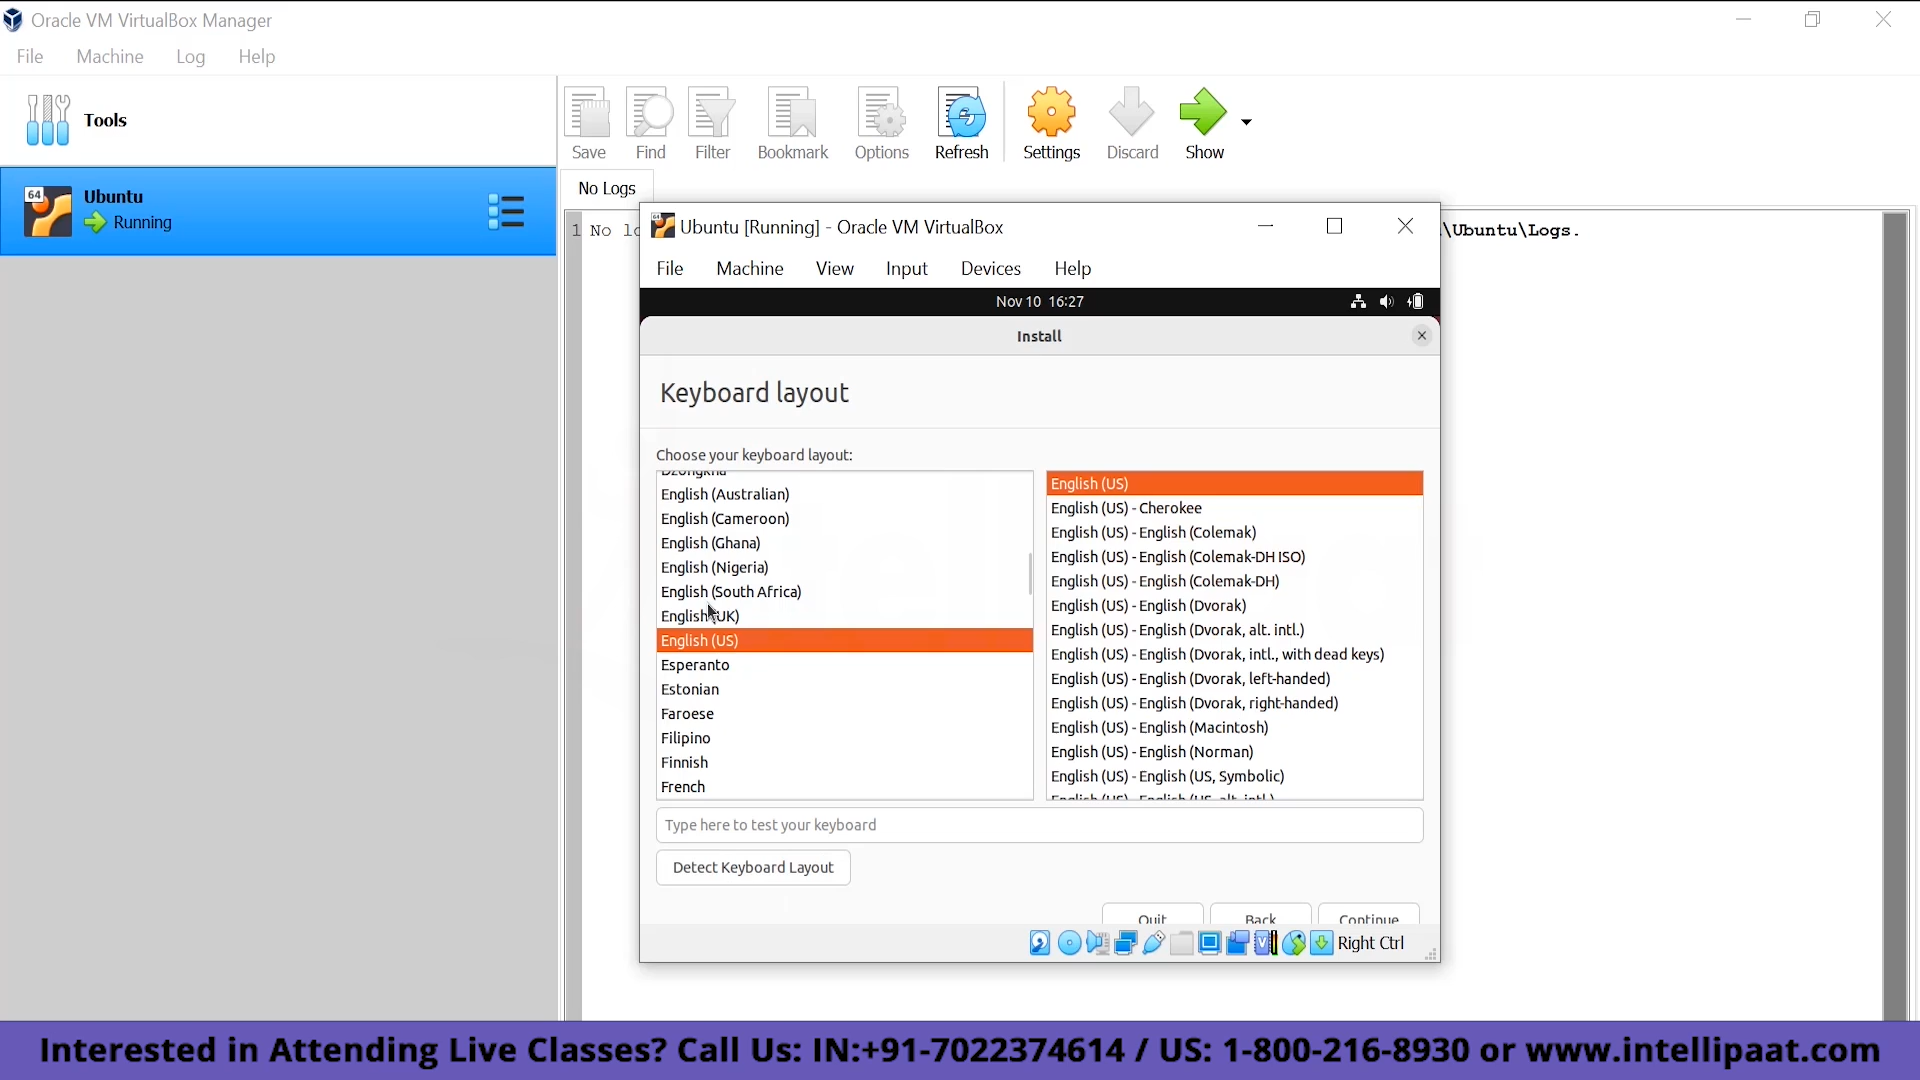 Oracle VM VirtualBox Manager
File Machine Log Help
Tools
Save Find Filter Bookmark Options Refresh Settings Discard Show
64 Ubuntu
Running
No Logs
1 No \Ubuntu\Logs.
Ubuntu [Running] - Oracle VM VirtualBox
File Machine View Input Devices Help
Nov 10 16:27
Install
Keyboard layout
Choose your keyboard layout:
Dzongkha
English (Australian)
English (Cameroon)
English (Ghana)
English (Nigeria)
English (South Africa)
English (UK)
English (US)
Esperanto
Estonian
Faroese
Filipino
Finnish
French
English (US)
English (US) - Cherokee
English (US) - English (Colemak)
English (US) - English (Colemak-DH ISO)
English (US) - English (Colemak-DH)
English (US) - English (Dvorak)
English (US) - English (Dvorak, alt. intl.)
English (US) - English (Dvorak, intl., with dead keys)
English (US) - English (Dvorak, left-handed)
English (US) - English (Dvorak, right-handed)
English (US) - English (Macintosh)
English (US) - English (Norman)
English (US) - English (US, Symbolic)
English (US) - English (US, alt. intl.)
Type here to test your keyboard
Detect Keyboard Layout
Quit Back Continue
Right Ctrl
Interested in Attending Live Classes? Call Us: IN:+91-7022374614 / US: 1-800-216-8930 or www.intellipaat.com